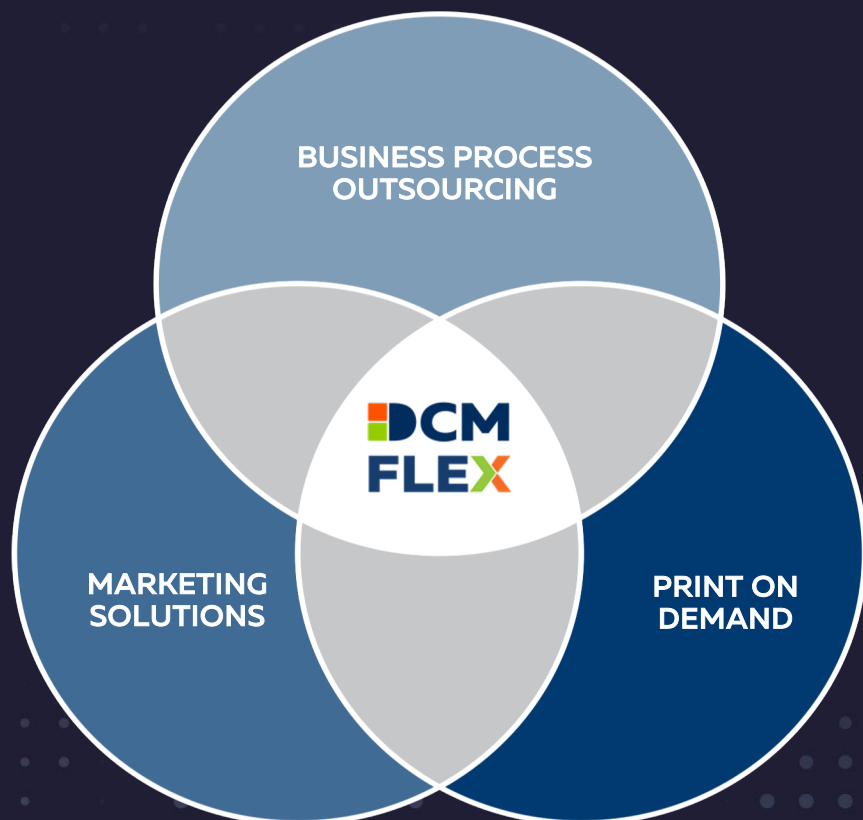 BUSINESS PROCESS
OUTSOURCING
DCM
FLEX
MARKETING
SOLUTIONS
PRINT ON
DEMAND